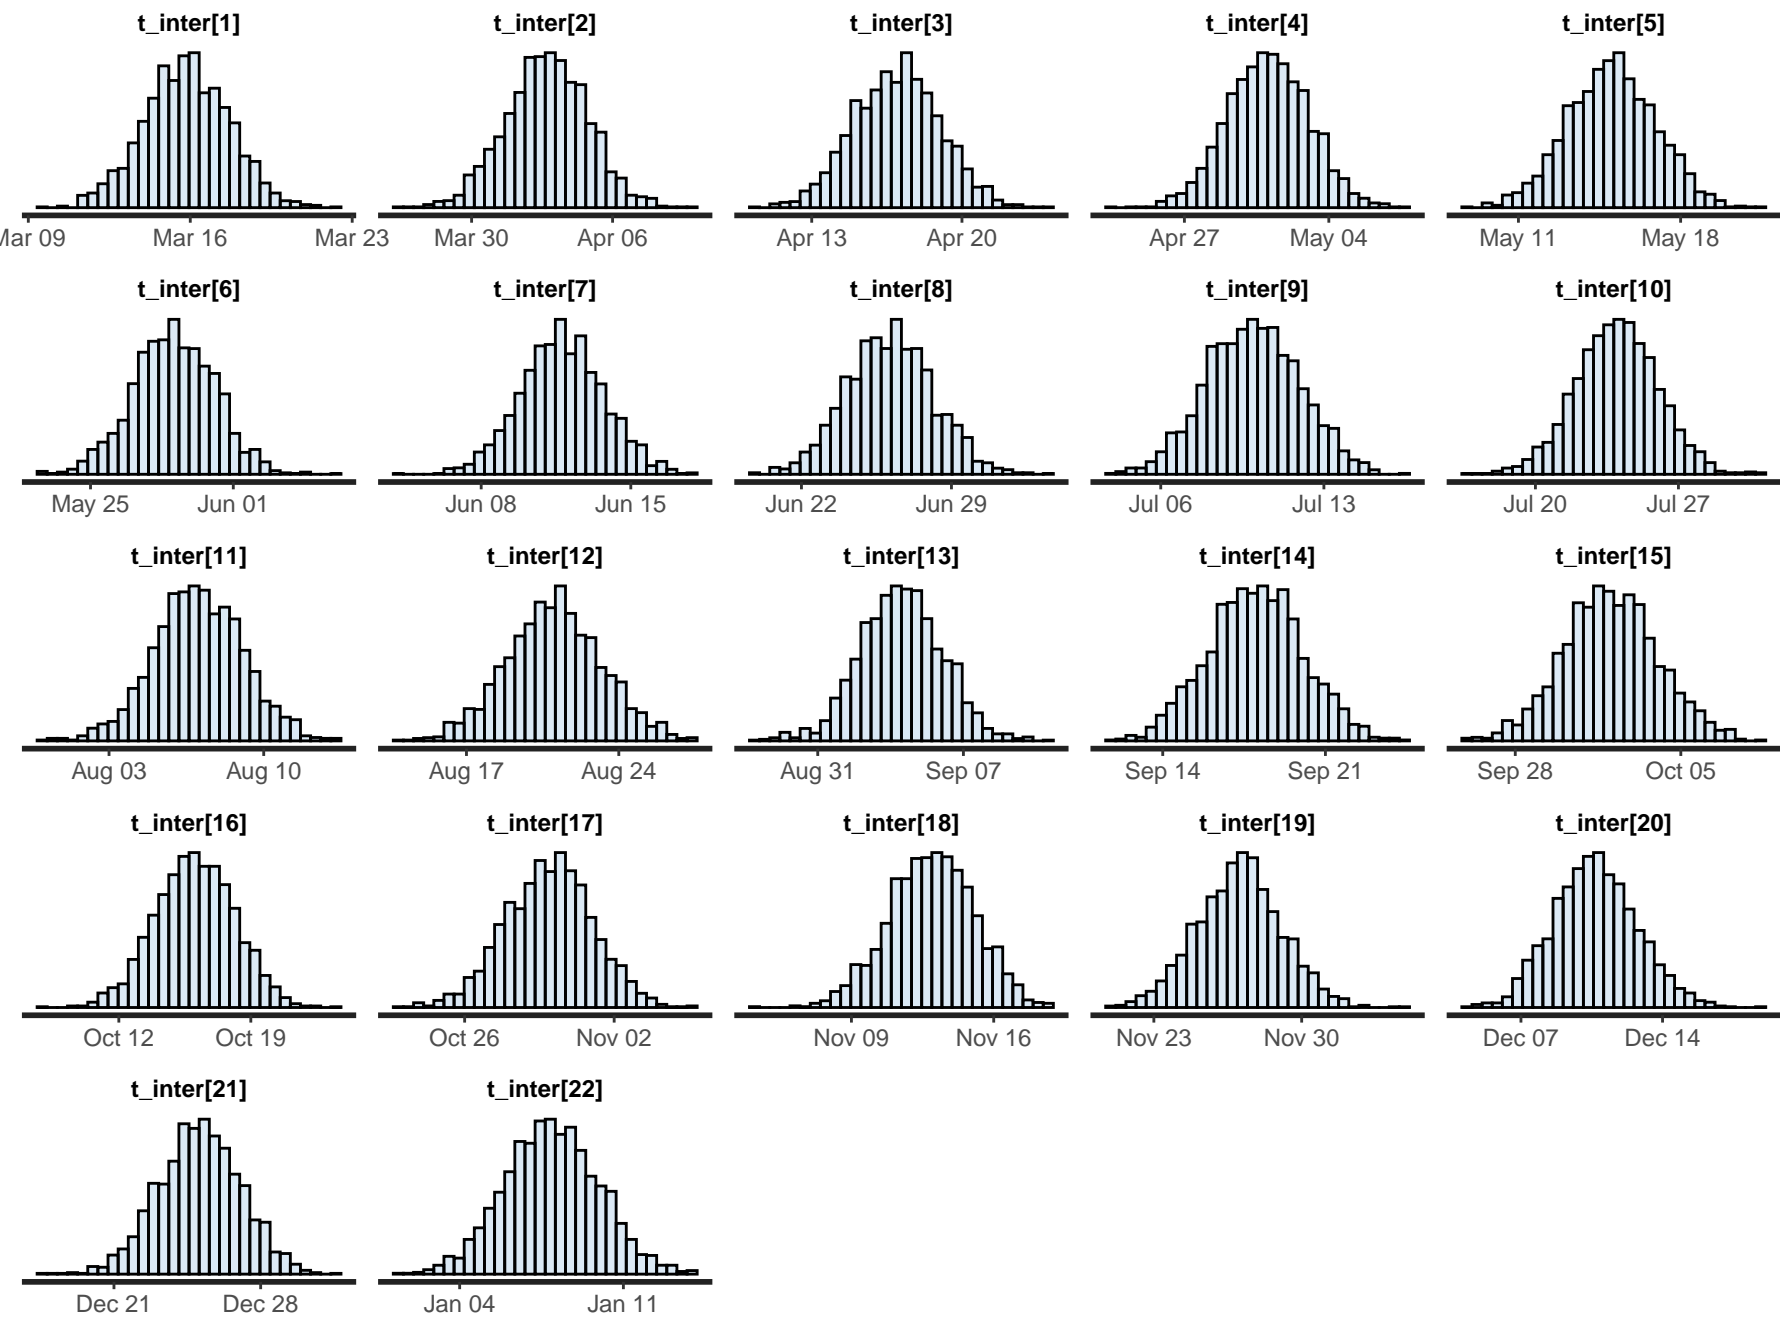 t_inter[1] t_inter[2] t_inter[3] t_inter[4] t_inter[5]
Mar 09 Mar 16 Mar 23 Mar 30 Apr 06 Apr 13 Apr 20 Apr 27 May 04 May 11 May 18
t_inter[6] t_inter[7] t_inter[8] t_inter[9] t_inter[10]
May 25 Jun 01 Jun 08 Jun 15 Jun 22 Jun 29 Jul 06 Jul 13 Jul 20 Jul 27
t_inter[11] t_inter[12] t_inter[13] t_inter[14] t_inter[15]
Aug 03 Aug 10 Aug 17 Aug 24 Aug 31 Sep 07 Sep 14 Sep 21 Sep 28 Oct 05
t_inter[16] t_inter[17] t_inter[18] t_inter[19] t_inter[20]
Oct 12 Oct 19 Oct 26 Nov 02 Nov 09 Nov 16 Nov 23 Nov 30 Dec 07 Dec 14
t_inter[21] t_inter[22]
Dec 21 Dec 28 Jan 04 Jan 11